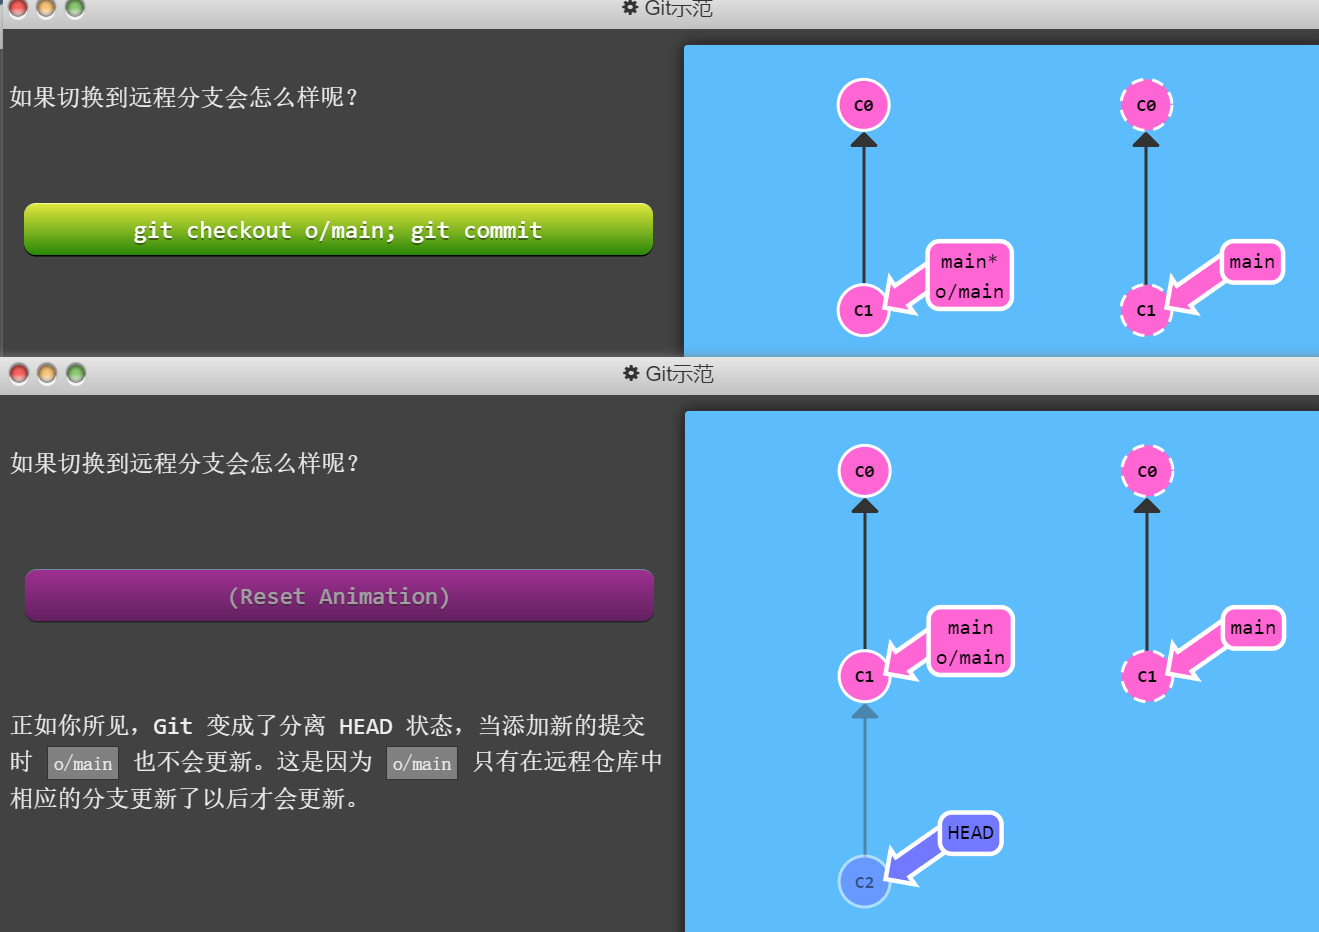 Git示范
如果切换到远程分支会怎么样呢？
git checkout o/main; git commit
C0
C0
main*
o/main
main
C1
C1
Git示范
如果切换到远程分支会怎么样呢？
(Reset Animation)
正如你所见，Git 变成了分离 HEAD 状态，当添加新的提交
时 o/main 也不会更新。这是因为 o/main 只有在远程仓库中
相应的分支更新了以后才会更新。
C0
C0
main
o/main
main
C1
C1
HEAD
C2